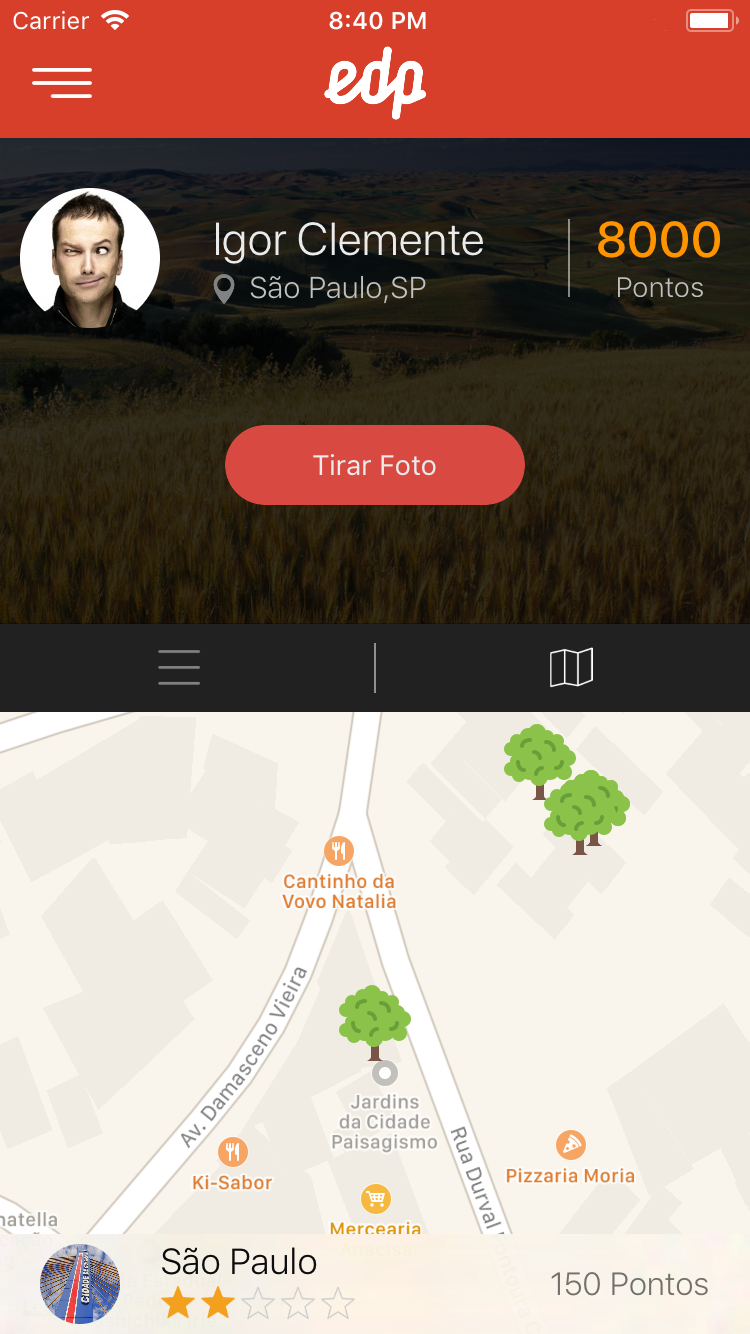 Carrier
8:40 PM
edp
Igor Clemente
São Paulo,SP
8000
Pontos
Tirar Foto
Cantinho da
Vovo Natalia
Av. Damasceno Vieira
Jardins
da Cidade
Paisagismo
Rua Durval
Ki-Sabor
Pizzaria Moria
natella
Mercearia
São Paulo
150 Pontos